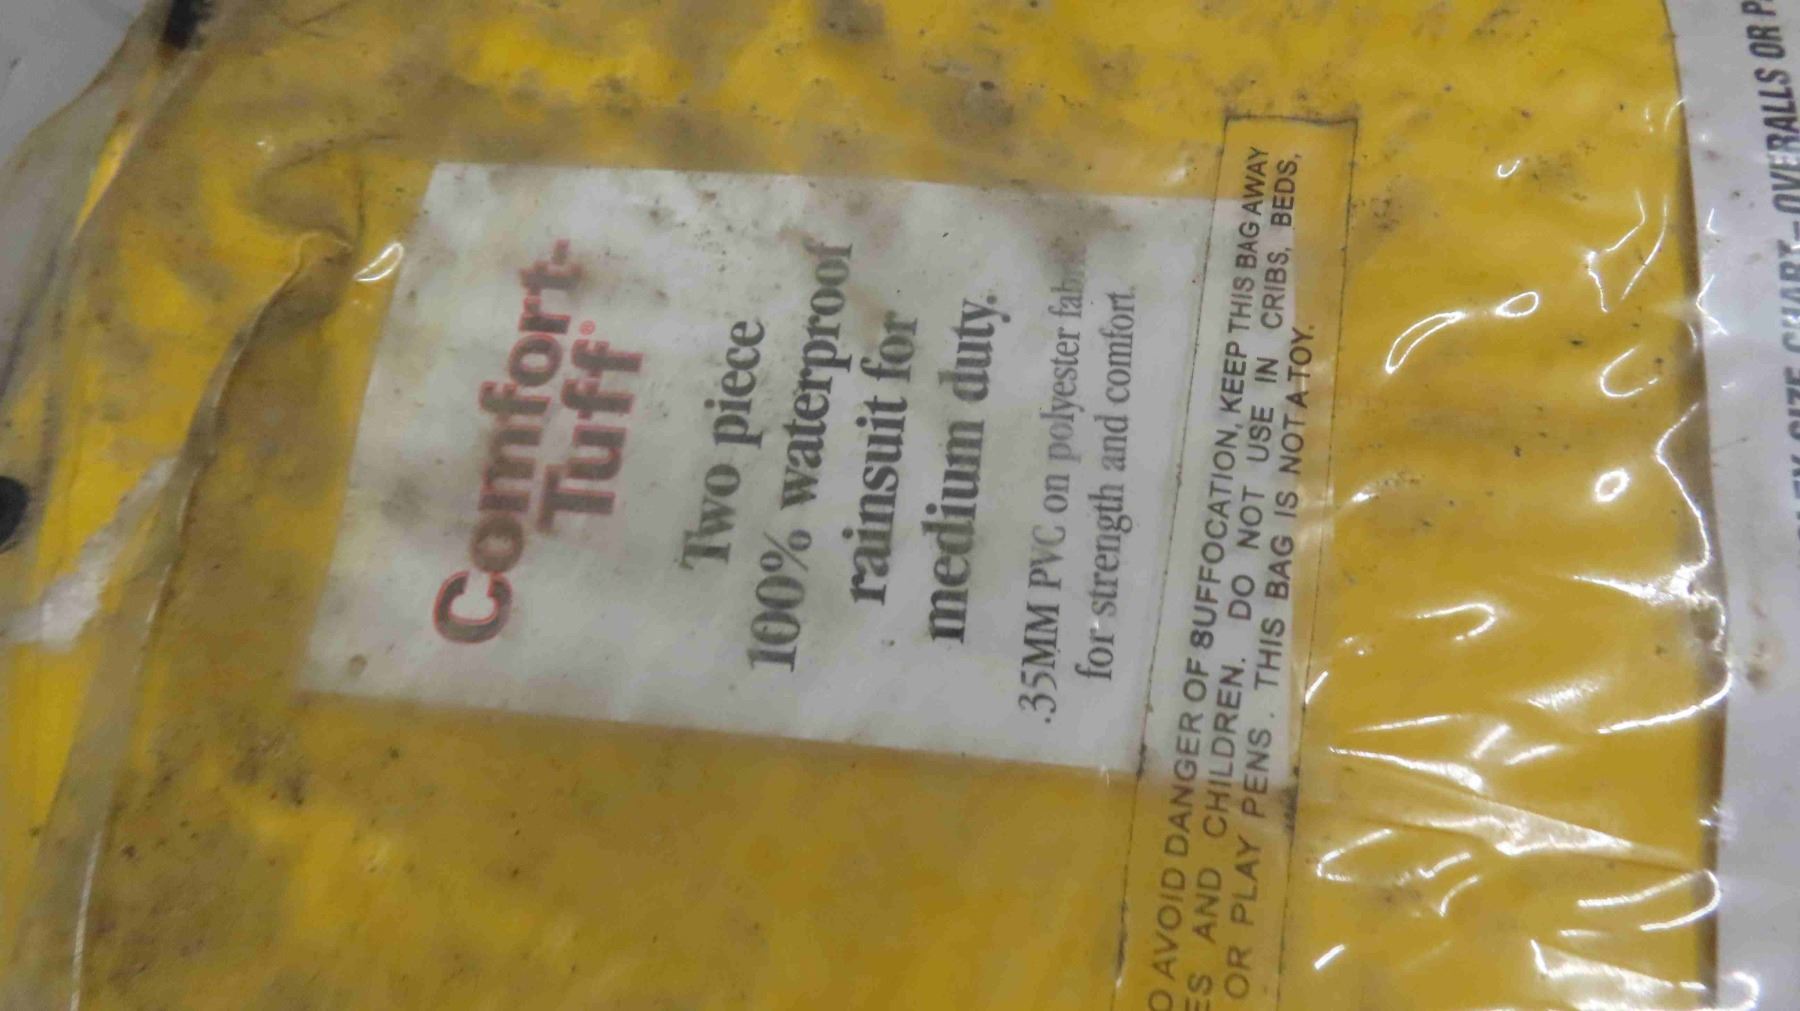 Comfort-
Tuff®
Two piece
100% waterproof
rainsuit for
medium duty.
.35MM PVC on polyester
for strength and comfort.
AVOID DANGER OF SUFFOCATION, KEEP THIS BAG AWAY
AND CHILDREN. DO NOT USE IN CRIBS, BEDS,
OR PLAY PENS. THIS BAG IS NOT A TOY.
SIZE CHART-OVERALLS OR